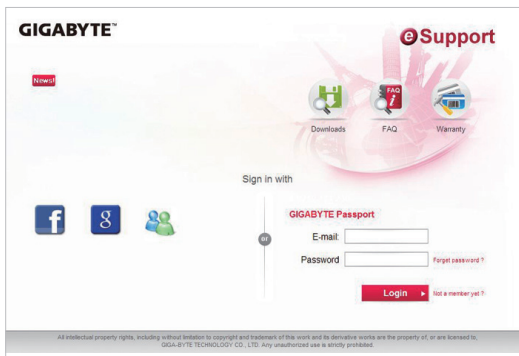 GIGABYTE™
eSupport
News!
FAQ
Downloads
FAQ
Warranty
Sign in with
f
g
or
GIGABYTE Passport
E-mail:
Password
Forget password ?
Login
Not a member yet ?
All intellectual property rights, including without limitation to copyright and trademark of this work and its derivative works are the property of, or are licensed to,
GIGA-BYTE TECHNOLOGY CO., LTD. Any unauthorized use is strictly prohibited.